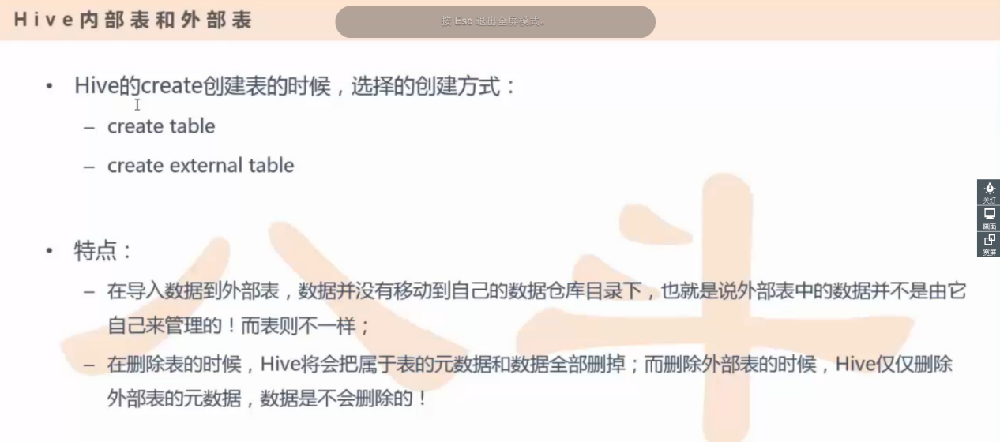 Hive内部表和外部表
按 Esc 退出全屏模式。
• Hive的create创建表的时候，选择的创建方式：
– create table
– create external table
• 特点：
– 在导入数据到外部表，数据并没有移动到自己的数据仓库目录下，也就是说外部表中的数据并不是由它
自己来管理的！而表则不一样；
– 在删除表的时候，Hive将会把属于表的元数据和数据全部删掉；而删除外部表的时候，Hive仅仅删除
外部表的元数据，数据是不会删除的！
八斗
关灯
画面
宽屏